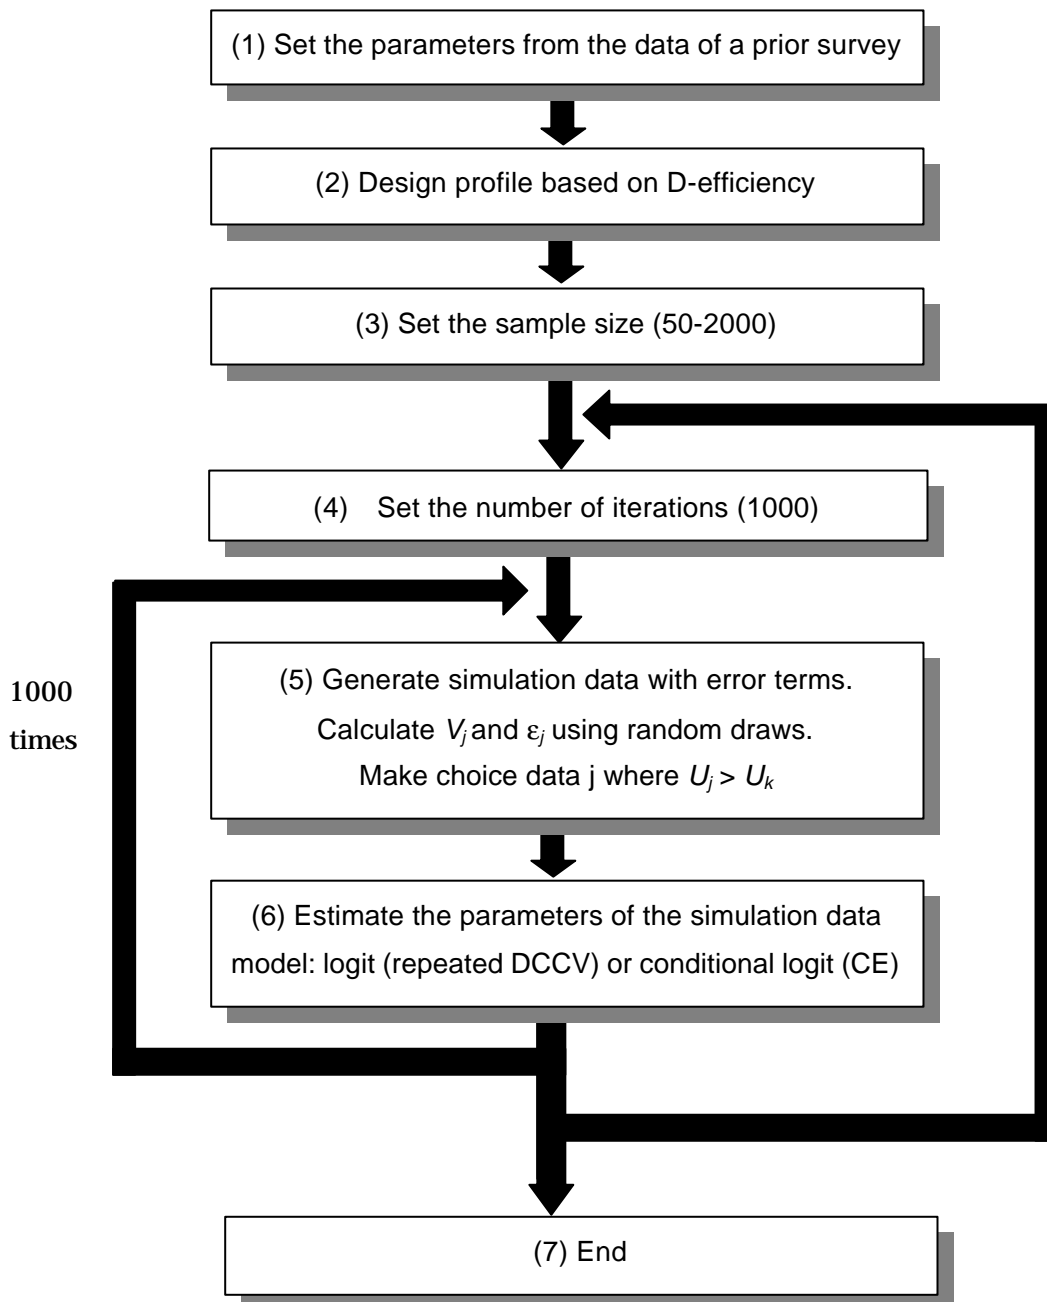 (1) Set the parameters from the data of a prior survey
(2) Design profile based on D-efficiency
(3) Set the sample size (50-2000)
(4) Set the number of iterations (1000)
1000
times
(5) Generate simulation data with error terms.
Calculate Vj and εj using random draws.
Make choice data j where Uj > Uk
(6) Estimate the parameters of the simulation data
model: logit (repeated DCCV) or conditional logit (CE)
(7) End